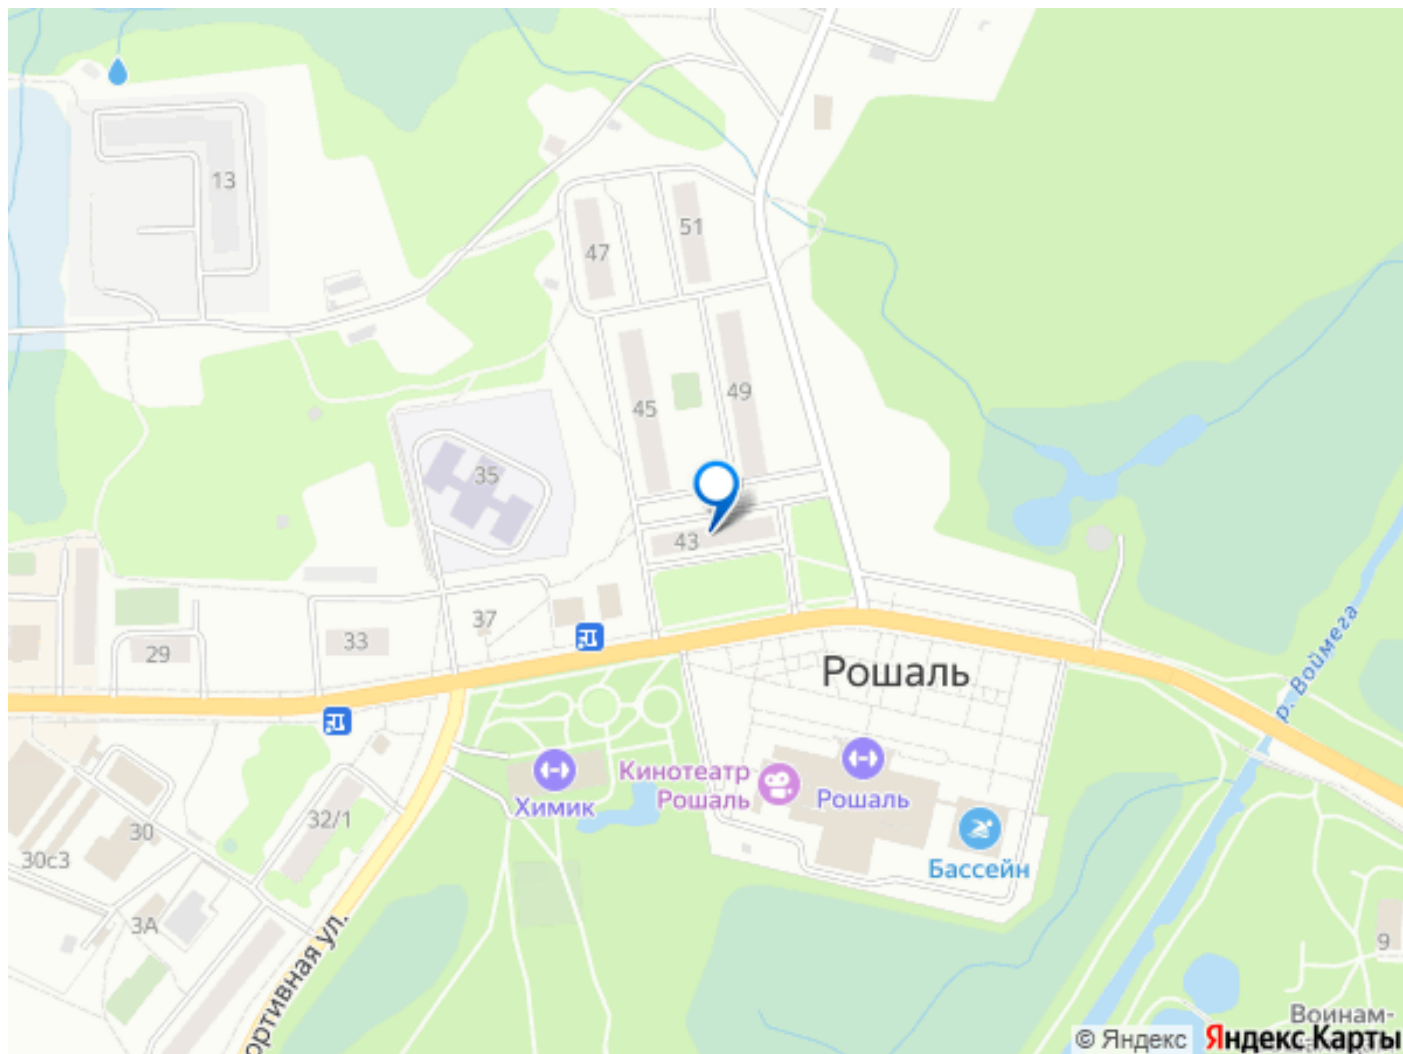 13
51
47
49
45
35
43
37
33
29
Рошаль
р. Воймега
Кинотеатр
Рошаль
Рошаль
Химик
Бассейн
32/1
30
30с3
3А
ортивная ул.
9
Воинам-
© Яндекс
Яндекс Карты